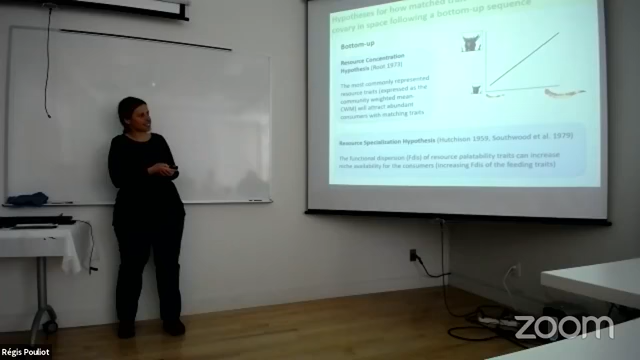 Hypotheses for how matched
covary in space following a bottom-up sequence
Bottom-up
Resource Concentration
Hypothesis (Root 1973)
The most commonly represented
resource traits (expressed as the
community weighted mean
CWM) will attract abundant
consumers with matching traits
Resource Specialisation Hypothesis (Hutchison 1959, Southwood et al. 1979)
The functional dispersion (FDis) of resource palatability traits can increase
niche availability for the consumers (increasing FDis of the feeding traits)
Régis Pouliot
zoom